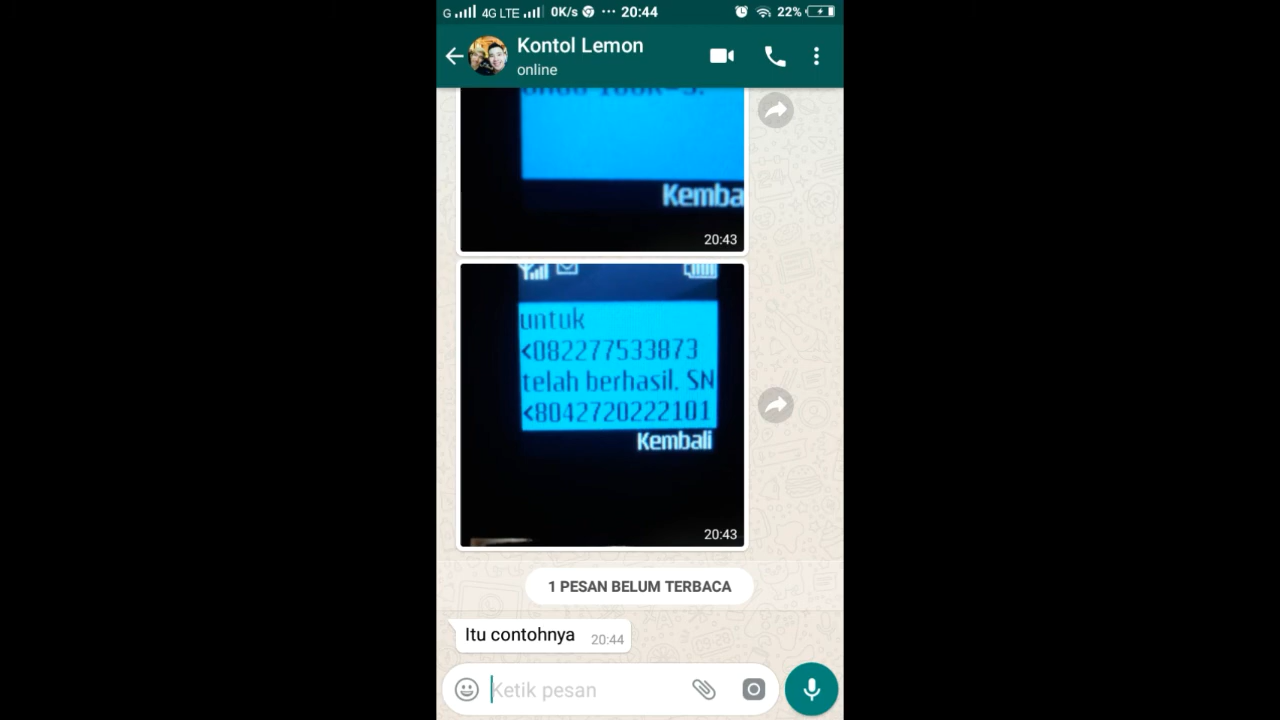 G 4G LTE 0K/s ... 20:44 22%
Kontol Lemon
online
Kemba
20:43
untuk
<082277533873
telah berhasil. SN
<8042720222101
Kembali
20:43
1 PESAN BELUM TERBACA
Itu contohnya 20:44
Ketik pesan